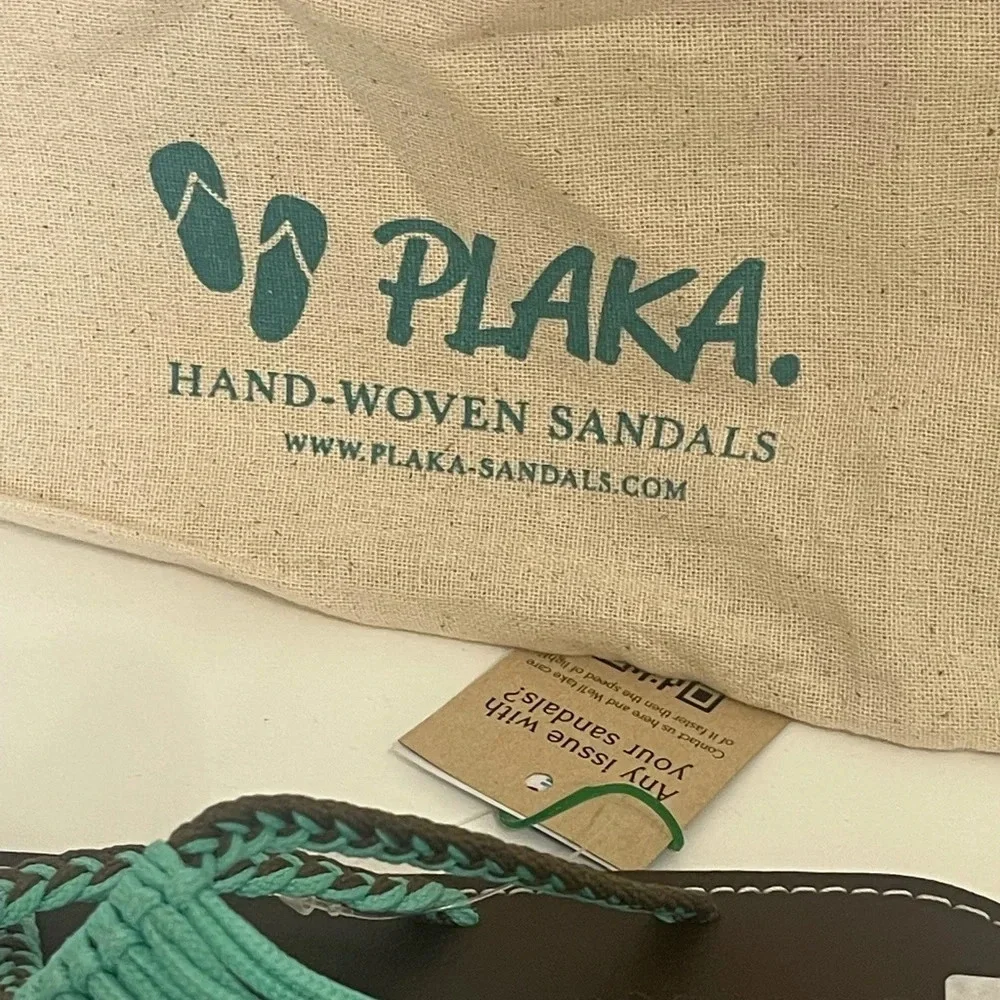 PLAKA.
HAND-WOVEN SANDALS
WWW.PLAKA-SANDALS.COM
Any issue with
your sandals?
Contact us here and We'll take care
of it faster then the speed of light!